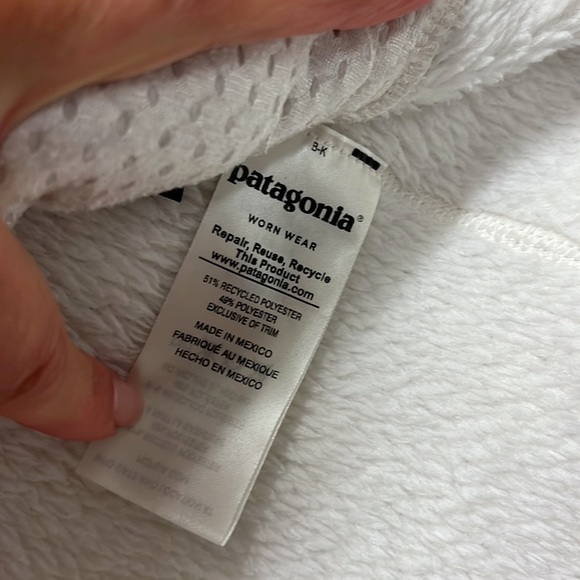 B-K
patagonia®
WORN WEAR
Repair, Reuse, Recycle
This Product
www.patagonia.com
51% RECYCLED POLYESTER
49% POLYESTER
EXCLUSIVE OF TRIM
MADE IN MEXICO
FABRIQUÉ AU MEXIQUE
HECHO EN MEXICO